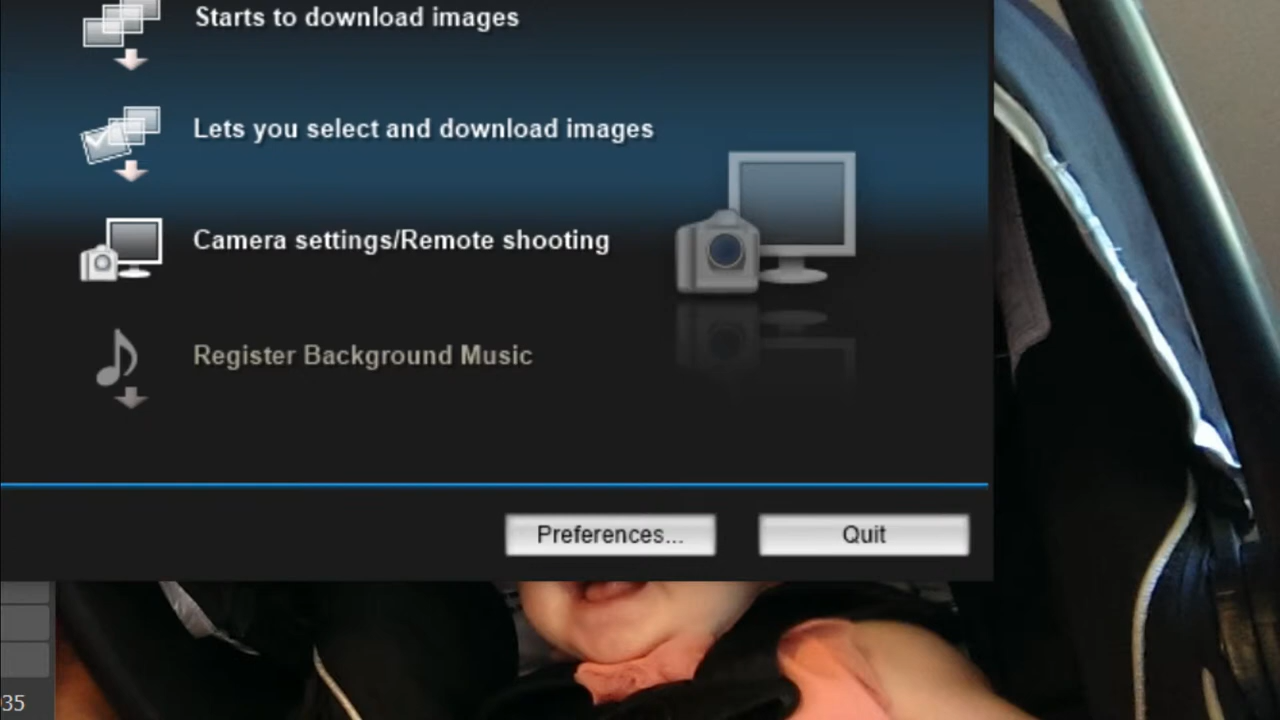 Starts to download images
Lets you select and download images
Camera settings/Remote shooting
Register Background Music
Preferences...
Quit
35